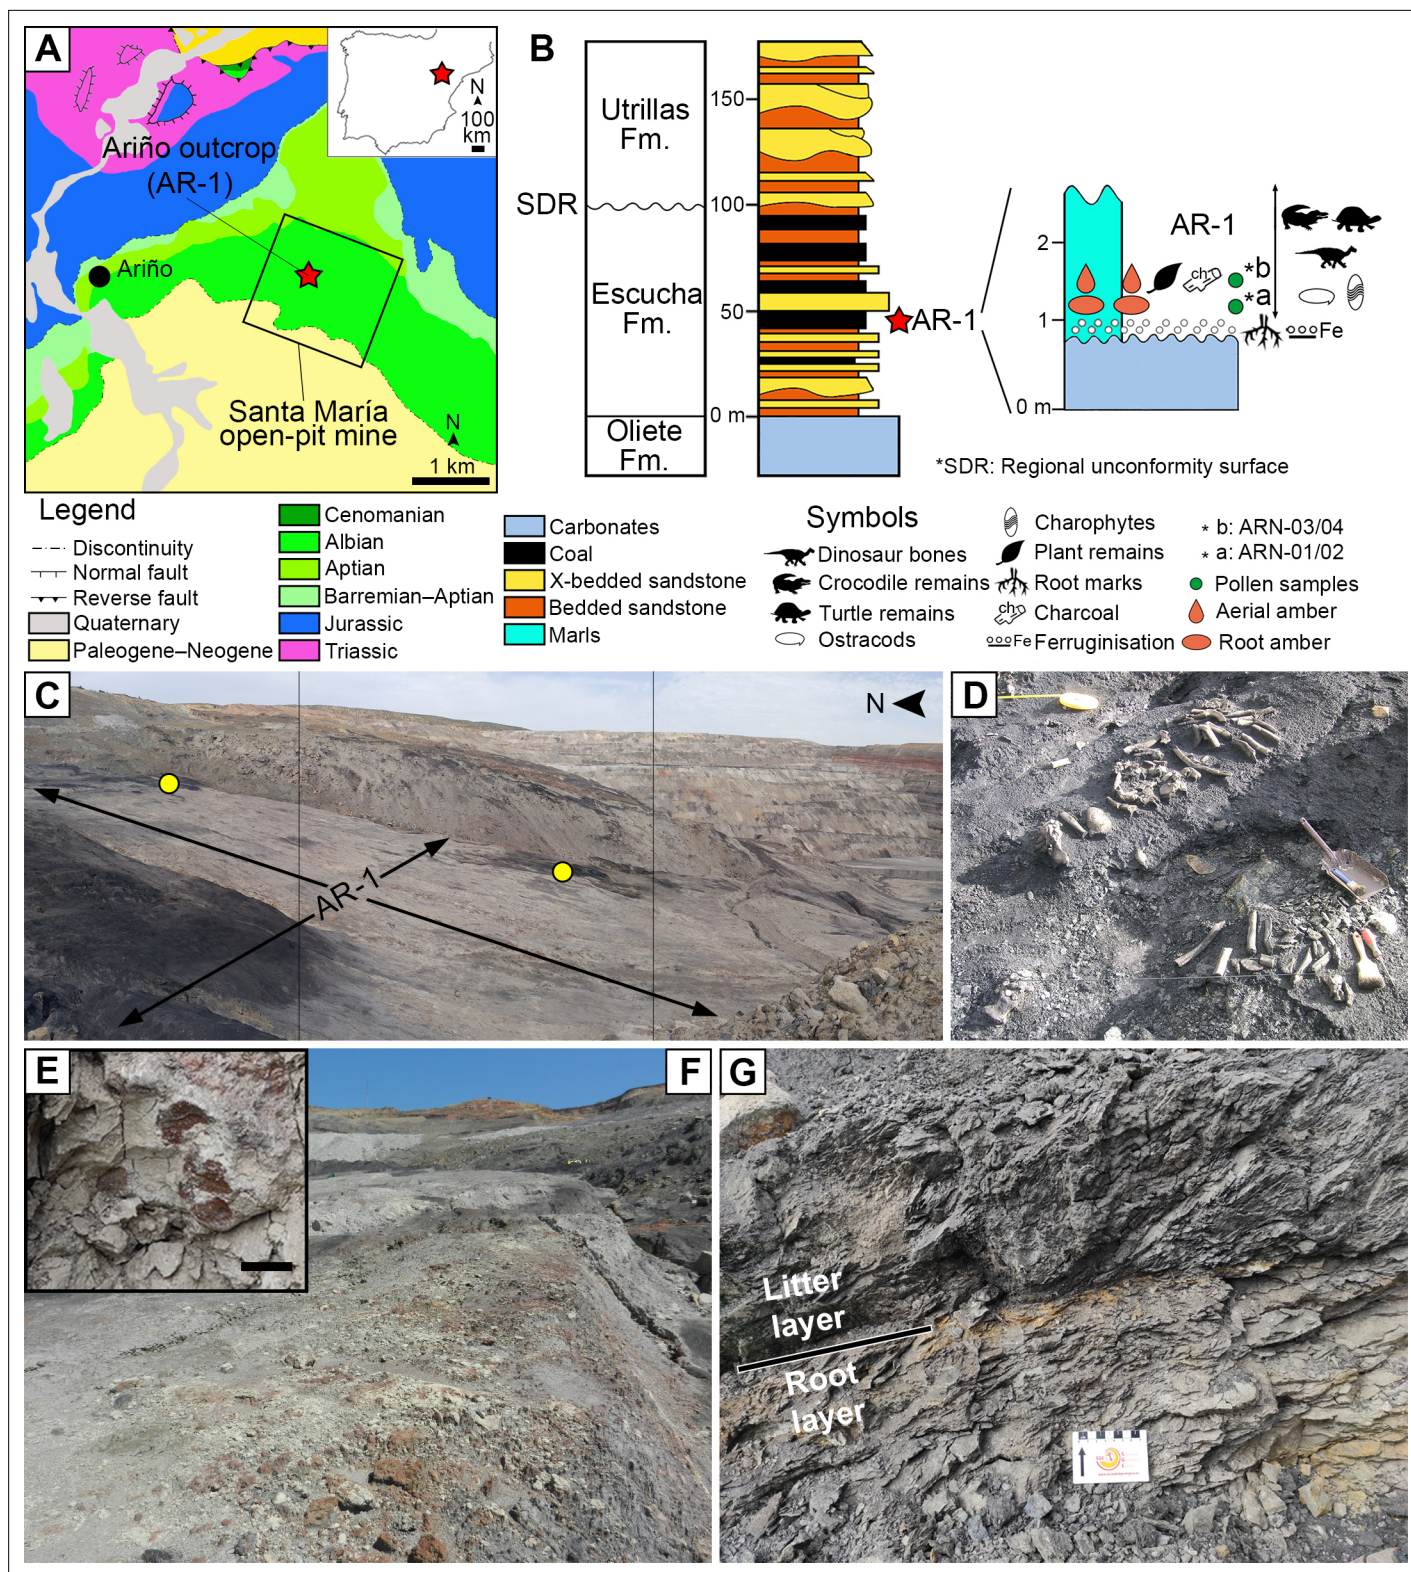 A
N
100
km
Ariño outcrop
(AR-1)
Ariño
Santa María
open-pit mine
N
1 km
B
Utrillas
Fm.
SDR
Escucha
Fm.
Oliete
Fm.
150
100
50
0 m
AR-1
2
1
0 m
AR-1
ch
*b
*a
Fe
*SDR: Regional unconformity surface
Legend
Discontinuity
Normal fault
Reverse fault
Quaternary
Paleogene–Neogene
Cenomanian
Albian
Aptian
Barremian–Aptian
Jurassic
Triassic
Carbonates
Coal
X-bedded sandstone
Bedded sandstone
Marls
Symbols
Dinosaur bones
Crocodile remains
Turtle remains
Ostracods
Charophytes
Plant remains
Root marks
ch
Charcoal
Fe
Ferruginisation
* b: ARN-03/04
* a: ARN-01/02
Pollen samples
Aerial amber
Root amber
C
N
AR-1
D
E
F
G
Litter
layer
Root
layer